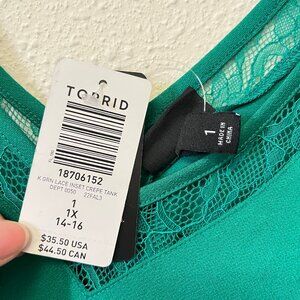 TORRID
18706152
K GRN LACE INSET CREPE TANK
DEPT 0050 22FAL3
1
1X
14-16
$35.50 USA
$44.50 CAN
1
MADE IN
CHINA